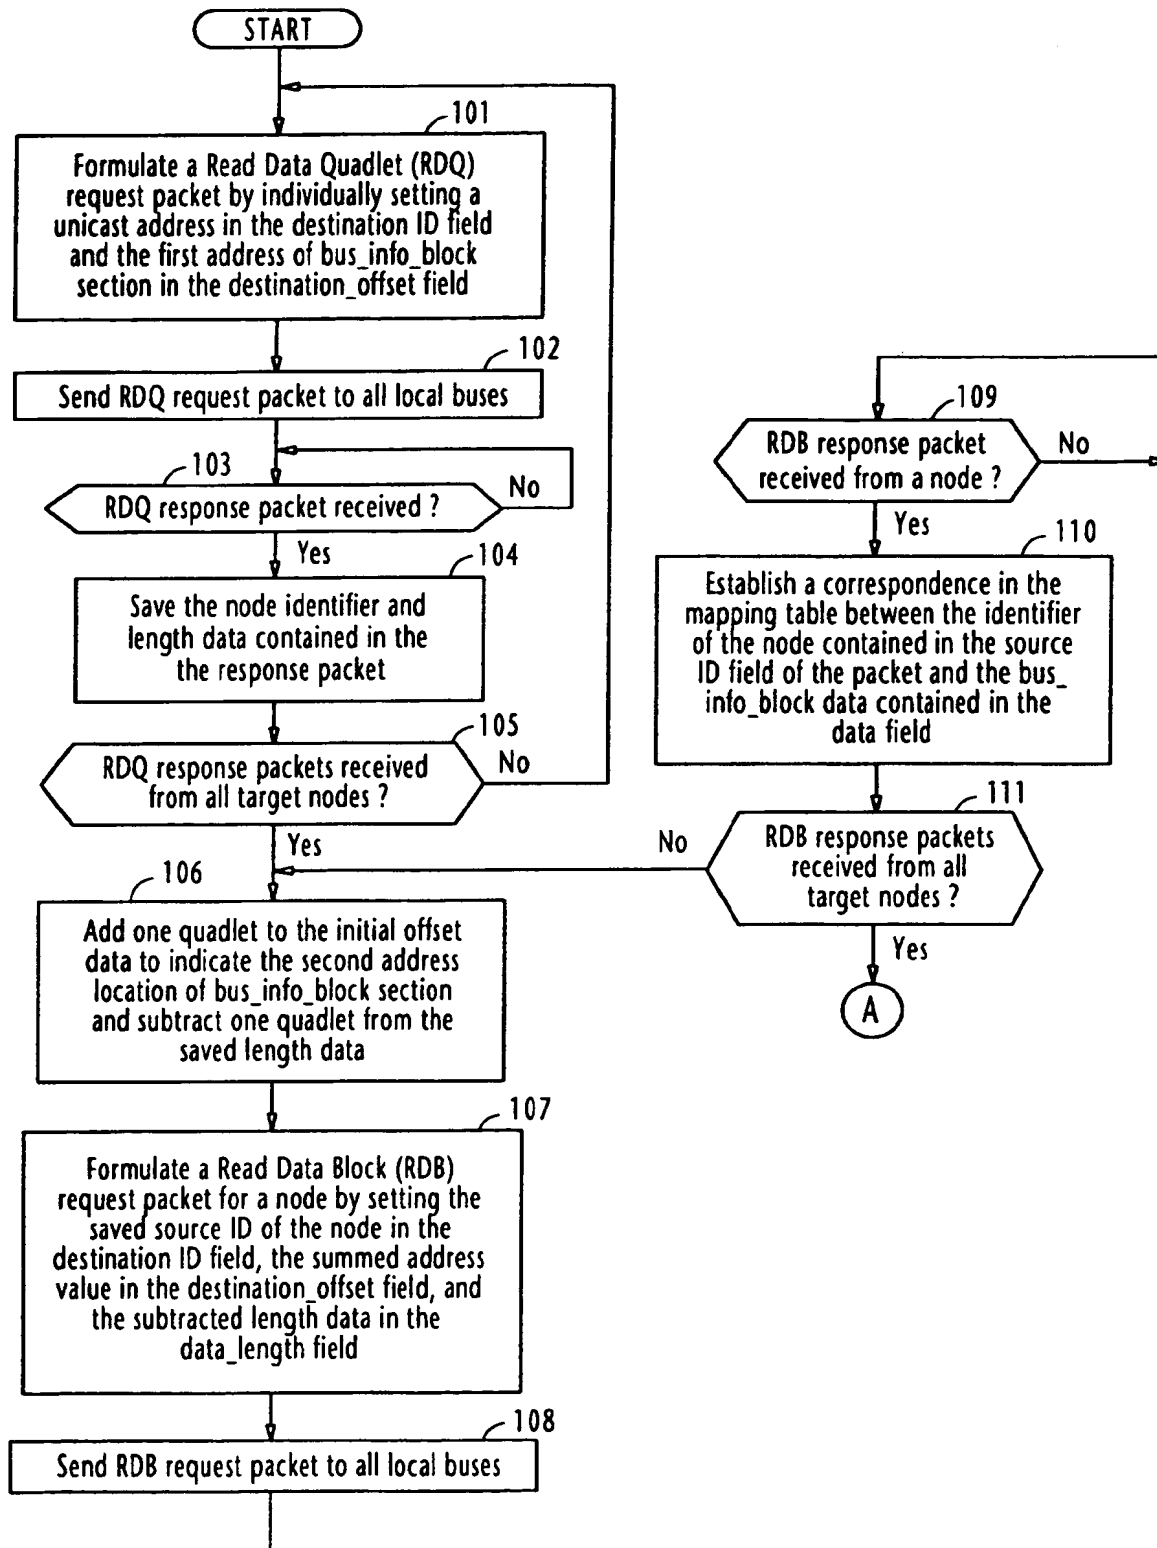 START
101
Formulate a Read Data Quadlet (RDQ)
request packet by individually setting a
unicast address in the destination ID field
and the first address of bus_info_block
section in the destination_offset field
102
Send RDQ request packet to all local buses
103
RDQ response packet received ?
No
Yes
104
Save the node identifier and
length data contained in the
the response packet
105
RDQ response packets received
from all target nodes ?
No
Yes
106
Add one quadlet to the initial offset
data to indicate the second address
location of bus_info_block section
and subtract one quadlet from the
saved length data
107
Formulate a Read Data Block (RDB)
request packet for a node by setting the
saved source ID of the node in the
destination ID field, the summed address
value in the destination_offset field, and
the subtracted length data in the
data_length field
108
Send RDB request packet to all local buses
109
RDB response packet
received from a node ?
No
Yes
110
Establish a correspondence in the
mapping table between the identifier
of the node contained in the source
ID field of the packet and the bus_
info_block data contained in the
data field
111
RDB response packets
received from all
target nodes ?
No
Yes
A